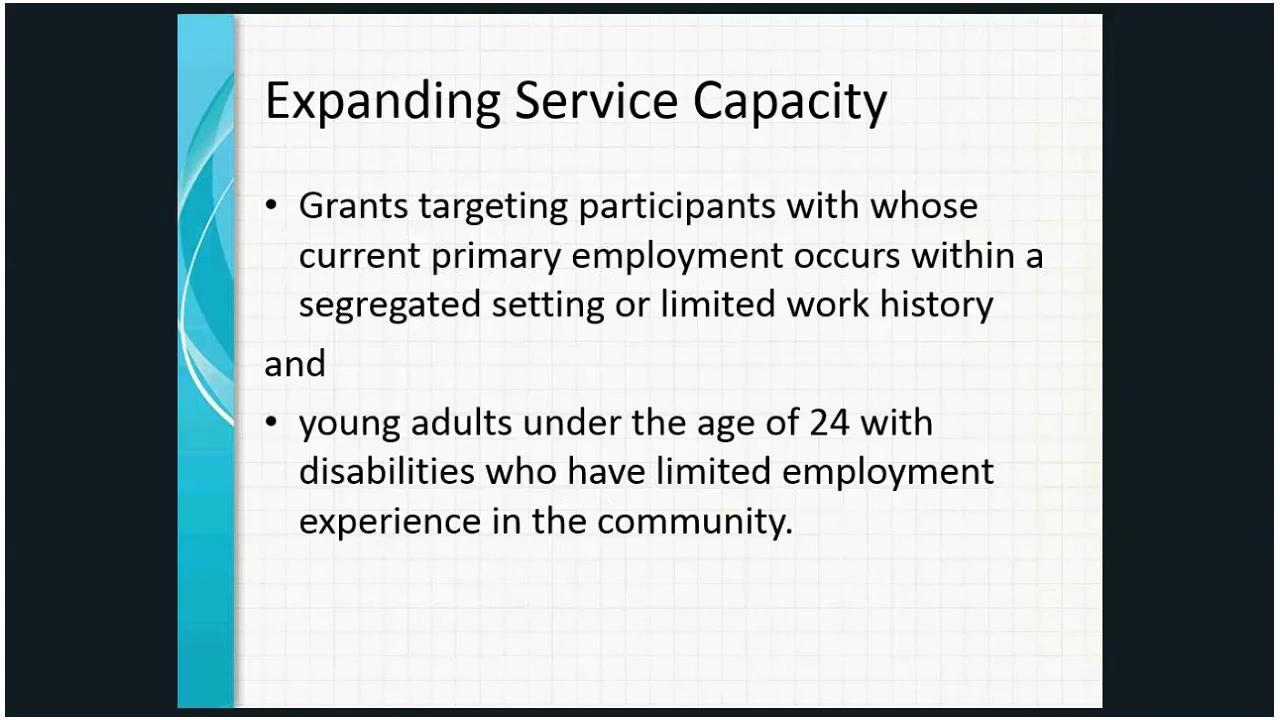 Expanding Service Capacity
• Grants targeting participants with whose
current primary employment occurs within a
segregated setting or limited work history
and
• young adults under the age of 24 with
disabilities who have limited employment
experience in the community.